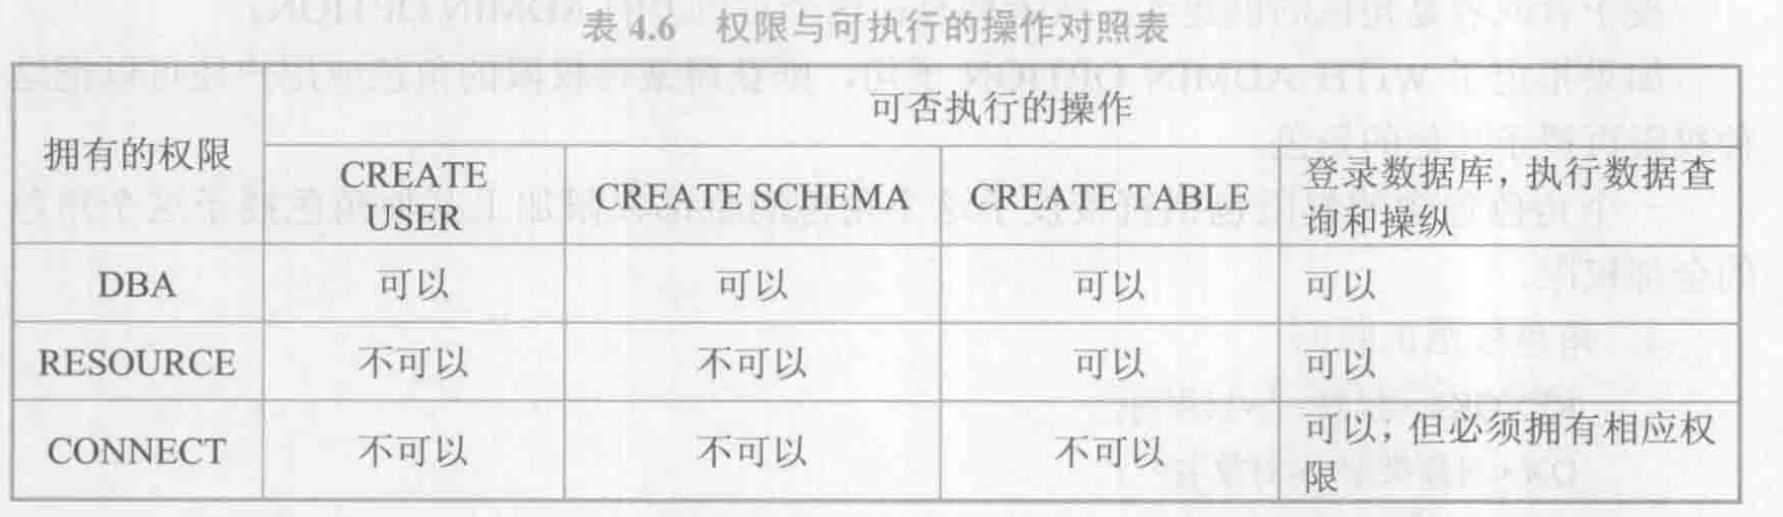 表 4.6 权限与可执行的操作对照表
拥有的权限
可否执行的操作
CREATE
USER
CREATE SCHEMA
CREATE TABLE
登录数据库，执行数据查
询和操纵
DBA 可以 可以 可以 可以
RESOURCE 不可以 不可以 可以 可以
CONNECT 不可以 不可以 不可以 可以，但必须拥有相应权
限